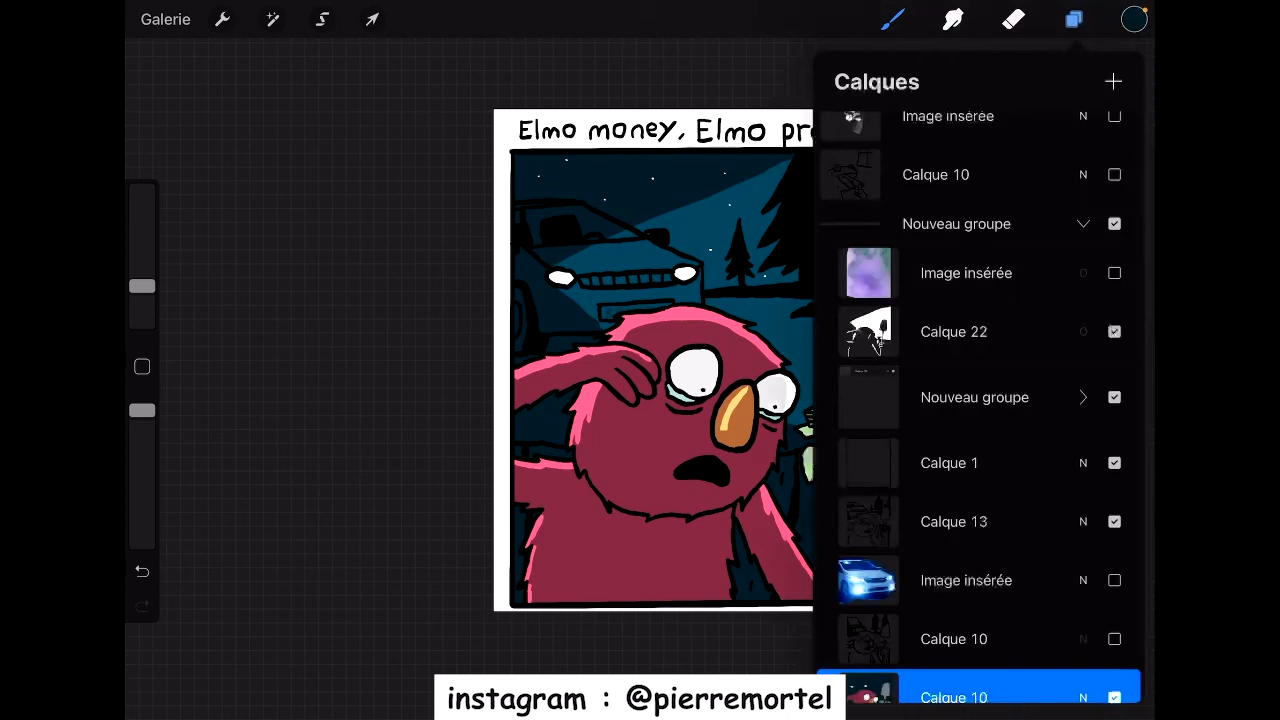 Galerie
Calques
Image insérée N
Calque 10 N
Nouveau groupe
Image insérée O
Calque 22 O
Nouveau groupe
Calque 1 N
Calque 13 N
Image insérée N
Calque 10 N
Calque 10 N
Elmo money, Elmo
instagram : @pierremortel